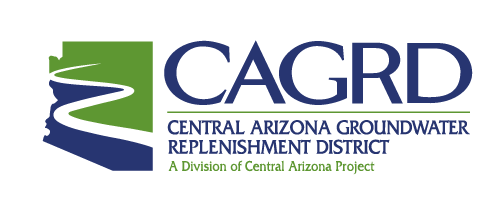 CAGRD
CENTRAL ARIZONA GROUNDWATER
REPLENISHMENT DISTRICT
A Division of Central Arizona Project